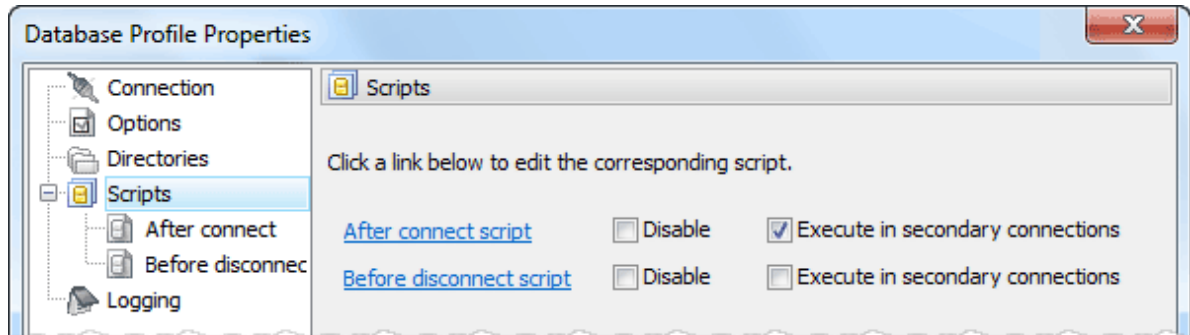 Database Profile Properties
Connection
Options
Directories
Scripts
After connect
Before disconnec
Logging
Scripts
Click a link below to edit the corresponding script.
After connect script Disable Execute in secondary connections
Before disconnect script Disable Execute in secondary connections